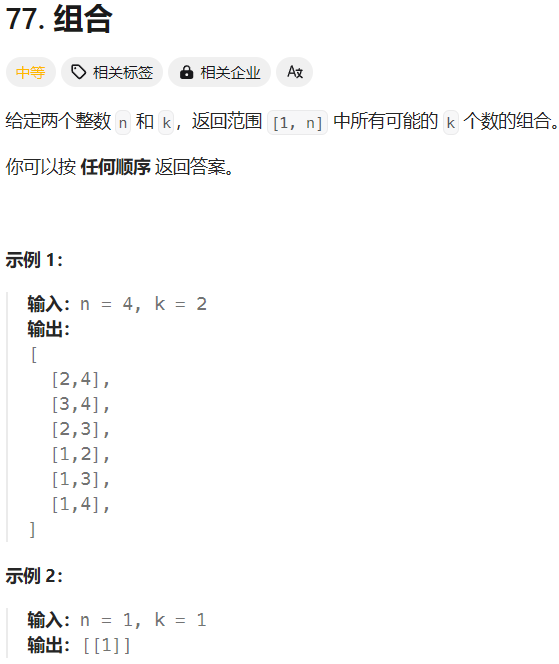 77. 组合
中等 相关标签 相关企业 A文
给定两个整数 n 和 k，返回范围 [1, n] 中所有可能的 k 个数的组合。
你可以按 任何顺序 返回答案。
示例 1：
输入：n = 4, k = 2
输出：
[
[2,4],
[3,4],
[2,3],
[1,2],
[1,3],
[1,4],
]
示例 2：
输入：n = 1, k = 1
输出：[[1]]